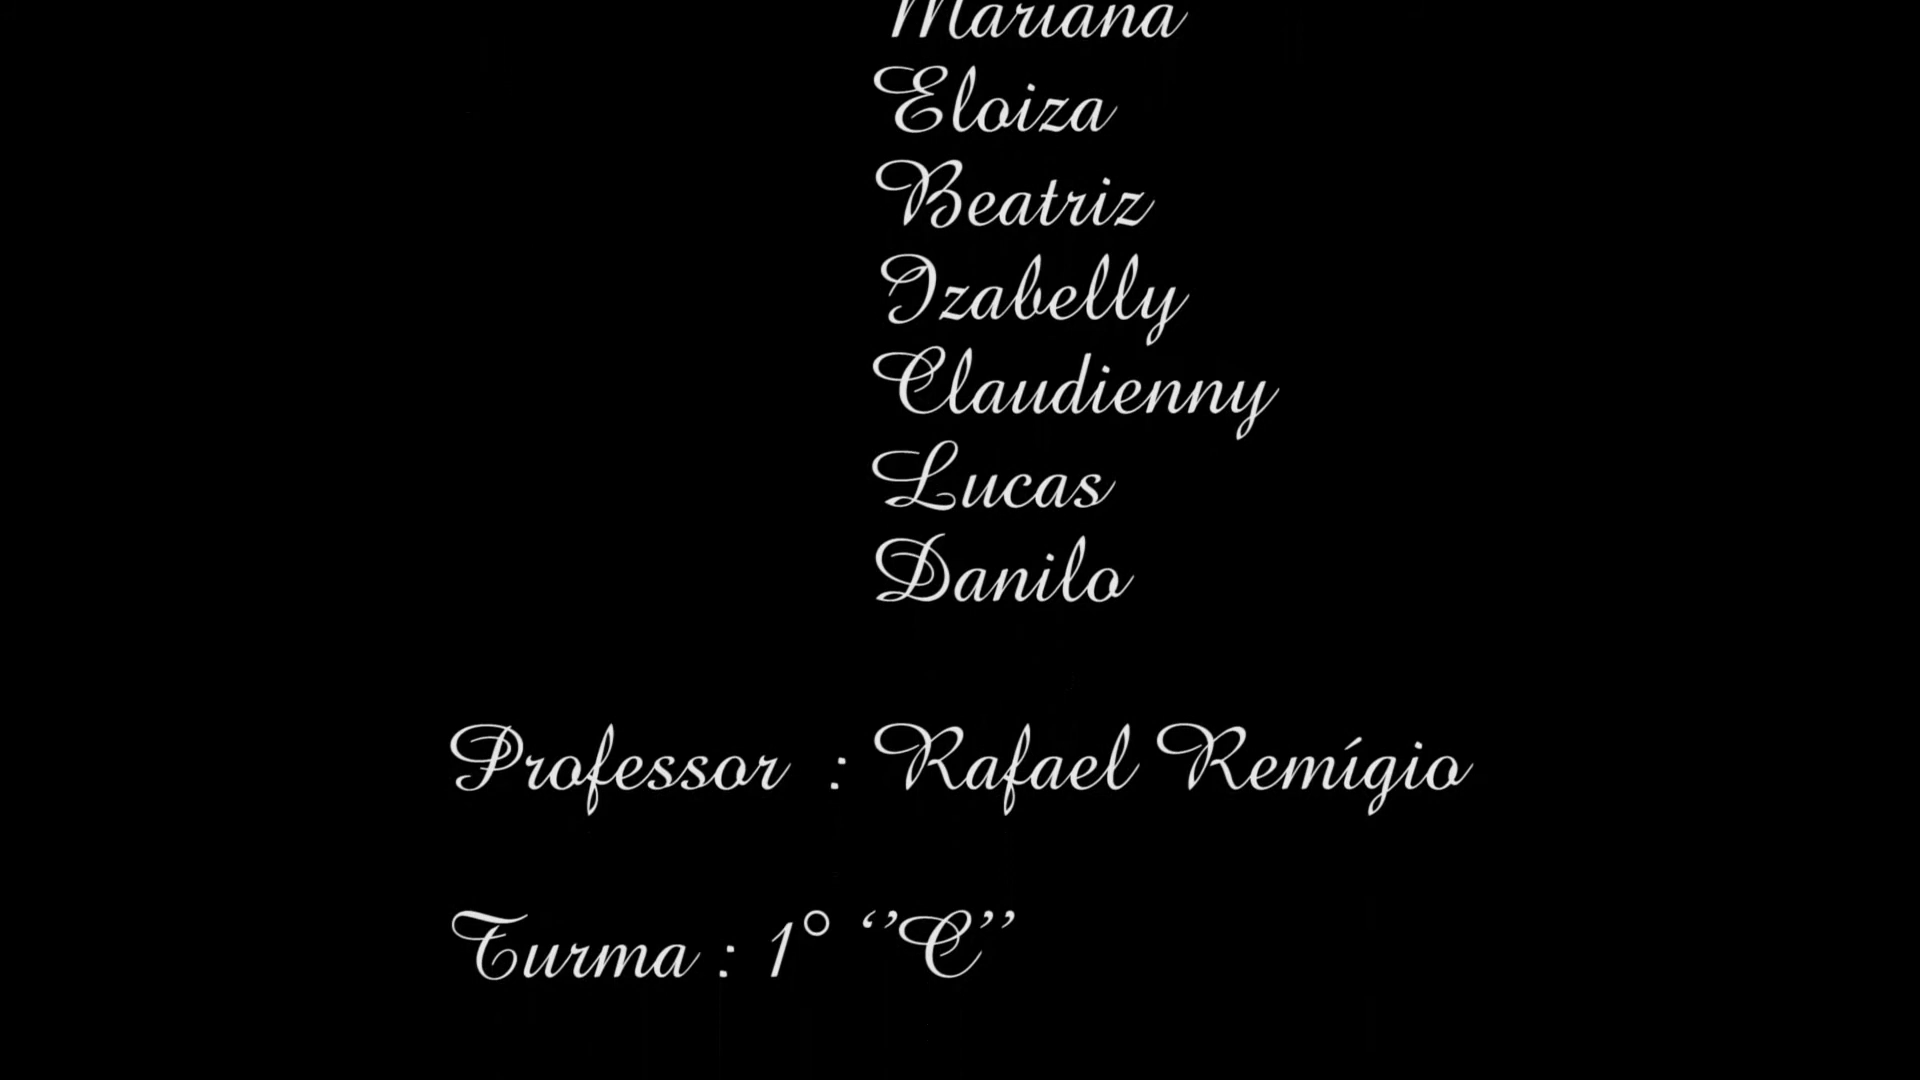 Mariana
Eloiza
Beatriz
Izabelly
Claudienny
Lucas
Danilo
Professor : Rafael Remígio
Turma : 1° ‘’C’’